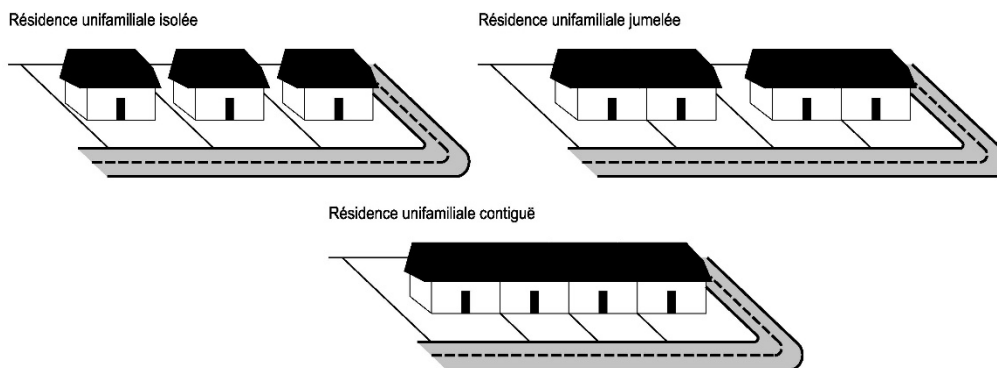 Résidence unifamiliale isolée
Résidence unifamiliale jumelée
Résidence unifamiliale contiguë